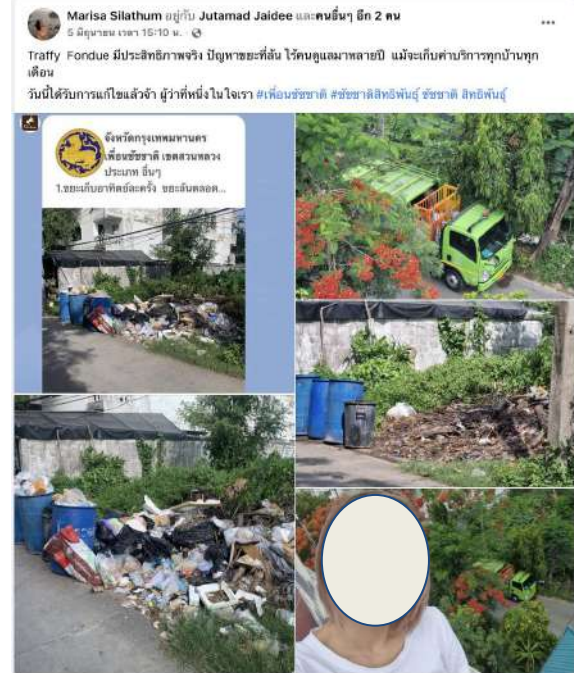 Marisa Silathum อยู่กับ Jutamad Jaidee และคนอื่นๆ อีก 2 คน
5 มิถุนายน เวลา 15:10 น.
Traffy Fondue มีประสิทธิภาพจริง ปัญหาขยะที่ล้น ไร้คนดูแลมาหลายปี แม้จะเก็บค่าบริการทุกบ้านทุก
เดือน
วันนี้ได้รับการแก้ไขแล้วจ้า ผู้ว่าที่หนึ่งในใจเรา #เพื่อนชัชชาติ #ชัชชาติสิทธิพันธุ์ ชัชชาติ สิทธิพันธุ์
จังหวัดกรุงเทพมหานคร
เพื่อนชัชชาติ เขตสวนหลวง
ประเภท อื่นๆ
1.ขยะเก็บอาทิตย์ละครั้ง ขยะล้นตลอด...